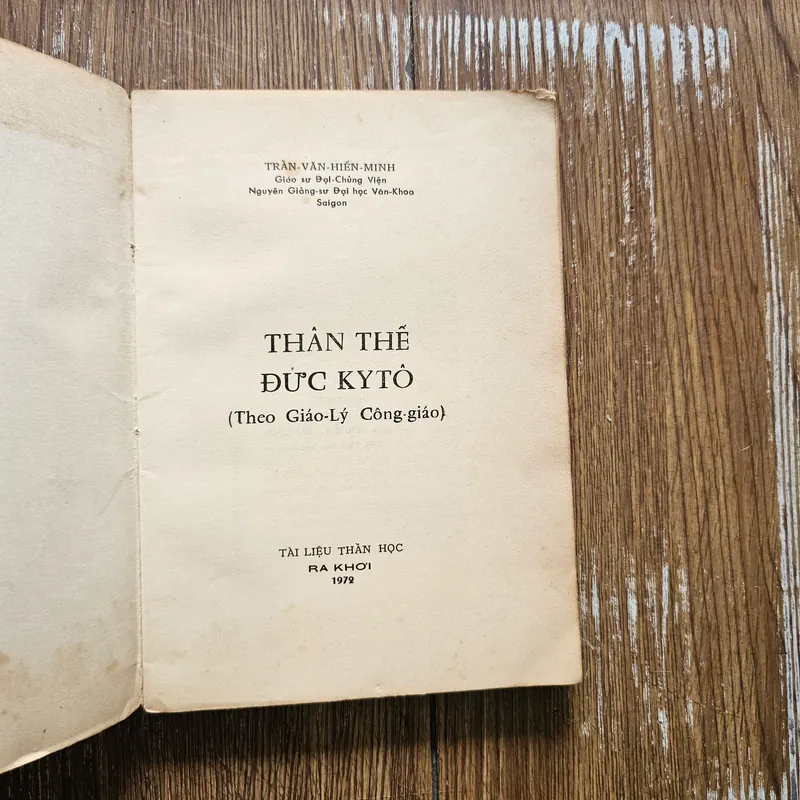 TRẦN-VĂN-HIẾN-MINH
Giáo sư Đại-Chủng Viện
Nguyên Giảng-sư Đại học Văn-Khoa
Saigon
THÂN THẾ
ĐỨC KYTÔ
(Theo Giáo-Lý Công-giáo)
TÀI LIỆU THẦN HỌC
RA KHƠI
1972